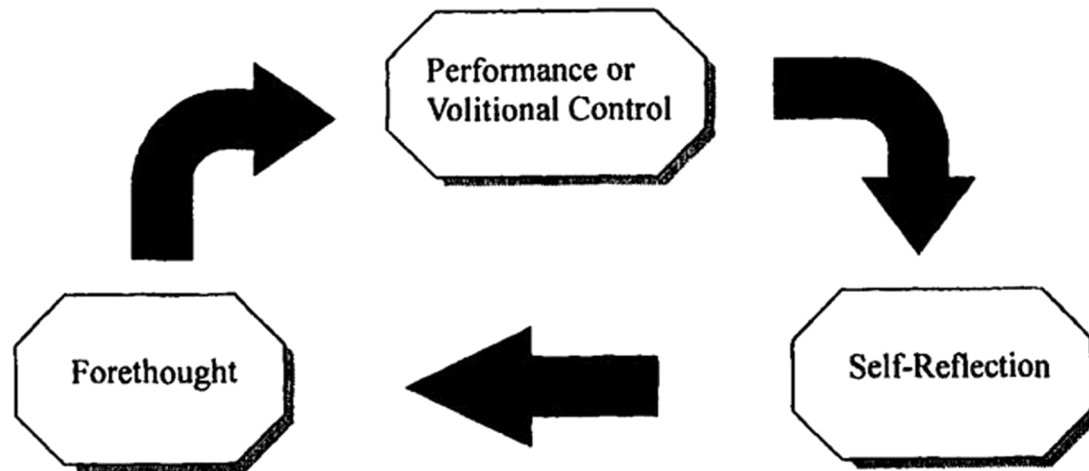 Performance or
Volitional Control
Forethought
Self-Reflection